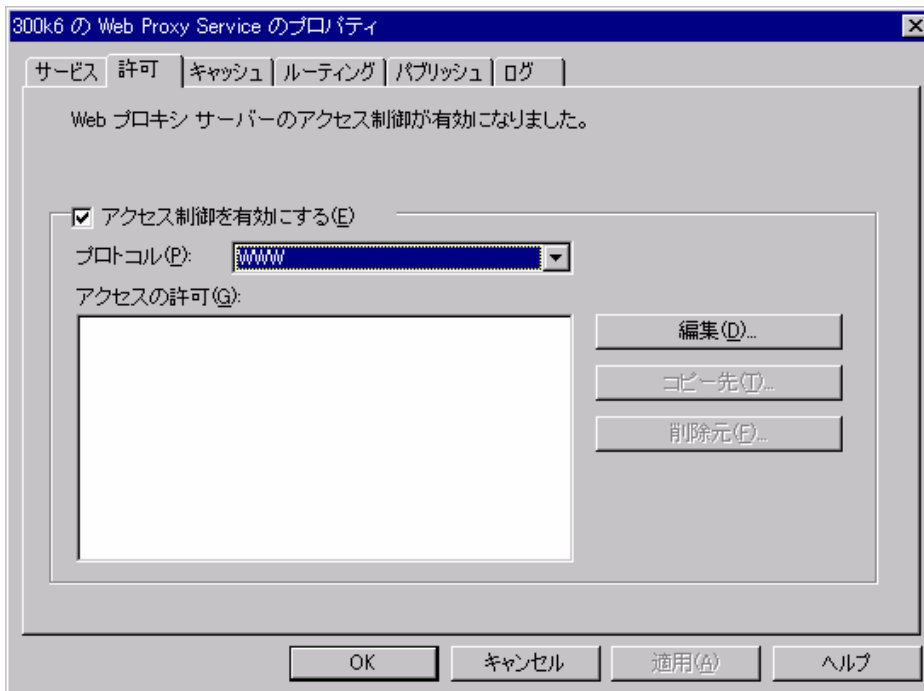 300k6 の Web Proxy Service のプロパティ
サービス 許可 キャッシュ ルーティング パブリッシュ ログ
Web プロキシ サーバーのアクセス制御が有効になりました。
アクセス制御を有効にする(E)
プロトコル(P): WWW
アクセスの許可(G):
編集(D)...
コピー先(T)...
削除元(F)...
OK キャンセル 適用(A) ヘルプ